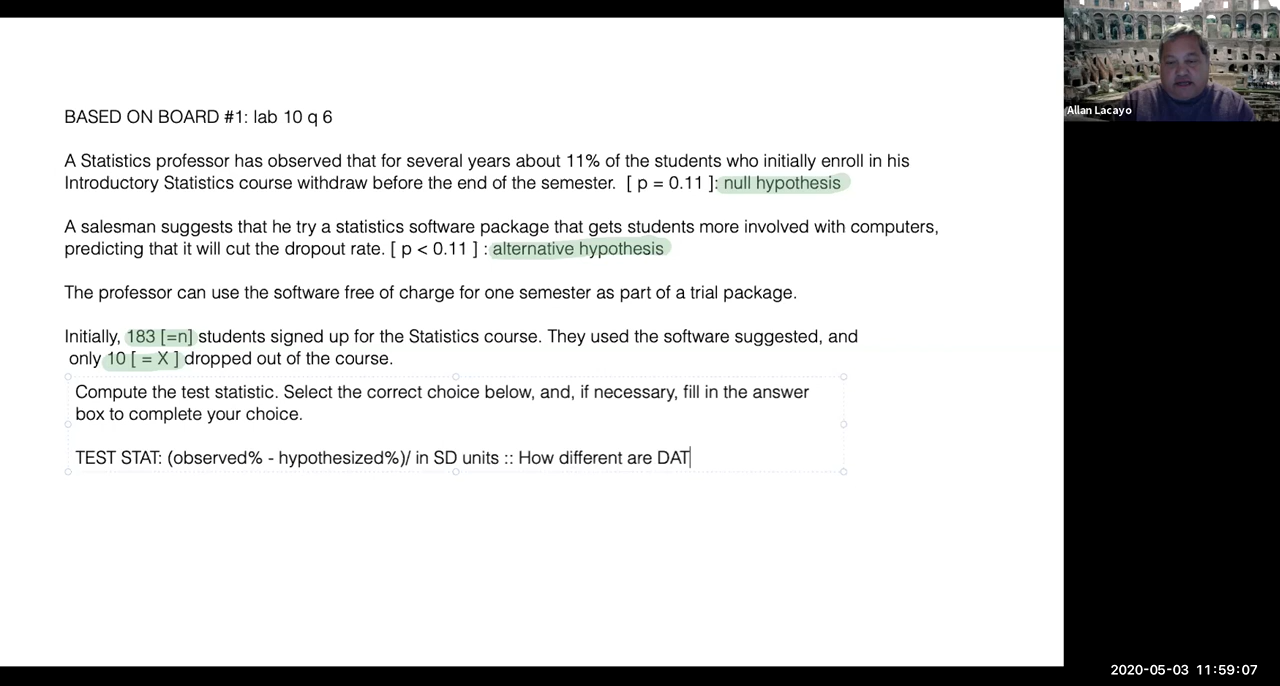 BASED ON BOARD #1: lab 10 q 6
A Statistics professor has observed that for several years about 11% of the students who initially enroll in his
Introductory Statistics course withdraw before the end of the semester. [ p = 0.11 ]: null hypothesis
A salesman suggests that he try a statistics software package that gets students more involved with computers,
predicting that it will cut the dropout rate. [ p < 0.11 ] : alternative hypothesis
The professor can use the software free of charge for one semester as part of a trial package.
Initially, 183 [=n] students signed up for the Statistics course. They used the software suggested, and
only 10 [ = X ] dropped out of the course.
Compute the test statistic. Select the correct choice below, and, if necessary, fill in the answer
box to complete your choice.
TEST STAT: (observed% - hypothesized%)/ in SD units :: How different are DAT
Allan Lacayo
2020-05-03 11:59:07